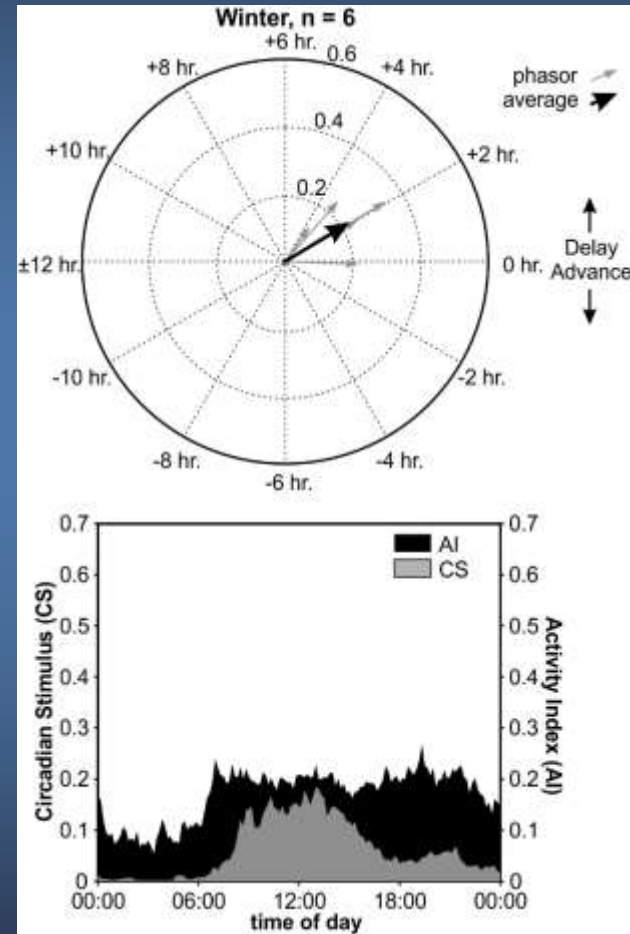 Winter, n = 6
+6 hr.
0.6
+8 hr.
+4 hr.
phasor
average
+10 hr.
0.4
+2 hr.
0.2
±12 hr.
0 hr.
Delay
Advance
-10 hr.
-2 hr.
-8 hr.
-4 hr.
-6 hr.
0.7
0.7
AI
CS
0.6
0.6
0.5
0.5
0.4
0.4
0.3
0.3
0.2
0.2
0.1
0.1
0
0
Circadian Stimulus (CS)
Activity Index (AI)
00:00 06:00 12:00 18:00 00:00
time of day